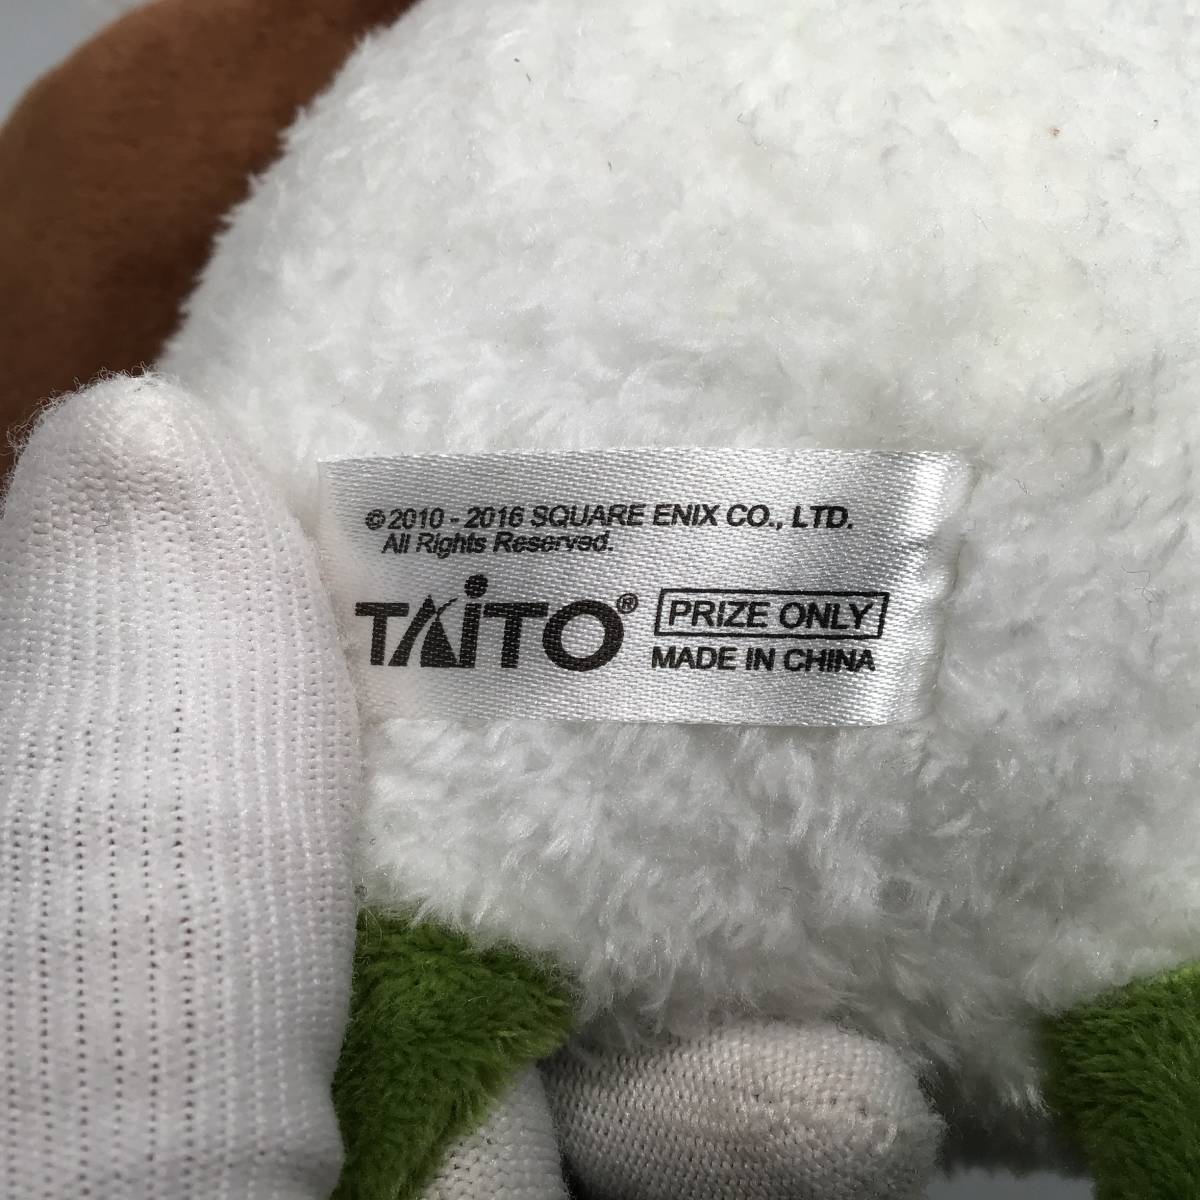 ©2010 - 2016 SQUARE ENIX CO., LTD.
All Rights Reserved.
TAiTO® PRIZE ONLY
MADE IN CHINA